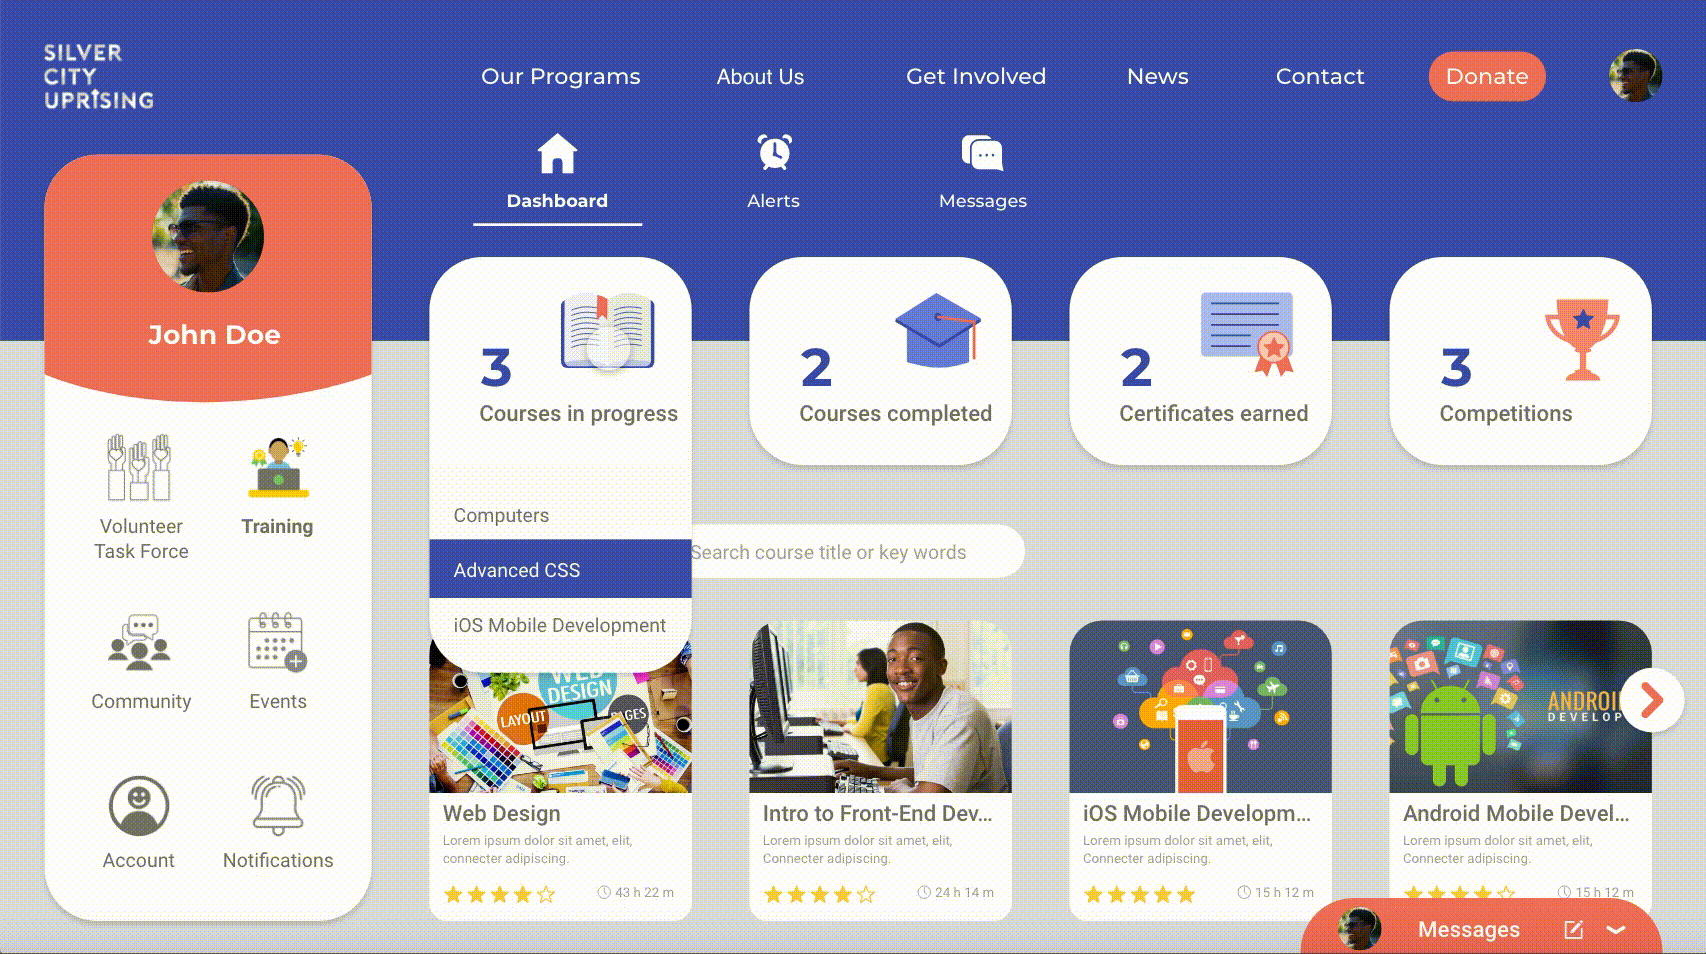 SILVER
CITY
UPRISING
Our Programs
About Us
Get Involved
News
Contact
Donate
Dashboard
Alerts
Messages
John Doe
Volunteer
Task Force
Training
Community
Events
Account
Notifications
3
Courses in progress
2
Courses completed
2
Certificates earned
3
Competitions
Computers
Advanced CSS
iOS Mobile Development
Search course title or key words
WEB
DESIGN
LAYOUT
PAGES
Web Design
Lorem ipsum dolor sit amet, elit,
connecter adipiscing.
43 h 22 m
Intro to Front-End Dev...
Lorem ipsum dolor sit amet, elit,
Connecter adipiscing.
24 h 14 m
iOS Mobile Developm...
Lorem ipsum dolor sit amet, elit,
Connecter adipiscing.
15 h 12 m
ANDROI
DEVELOP
Android Mobile Devel...
Lorem ipsum dolor sit amet, elit,
Connecter adipiscing.
15 h 12 m
Messages